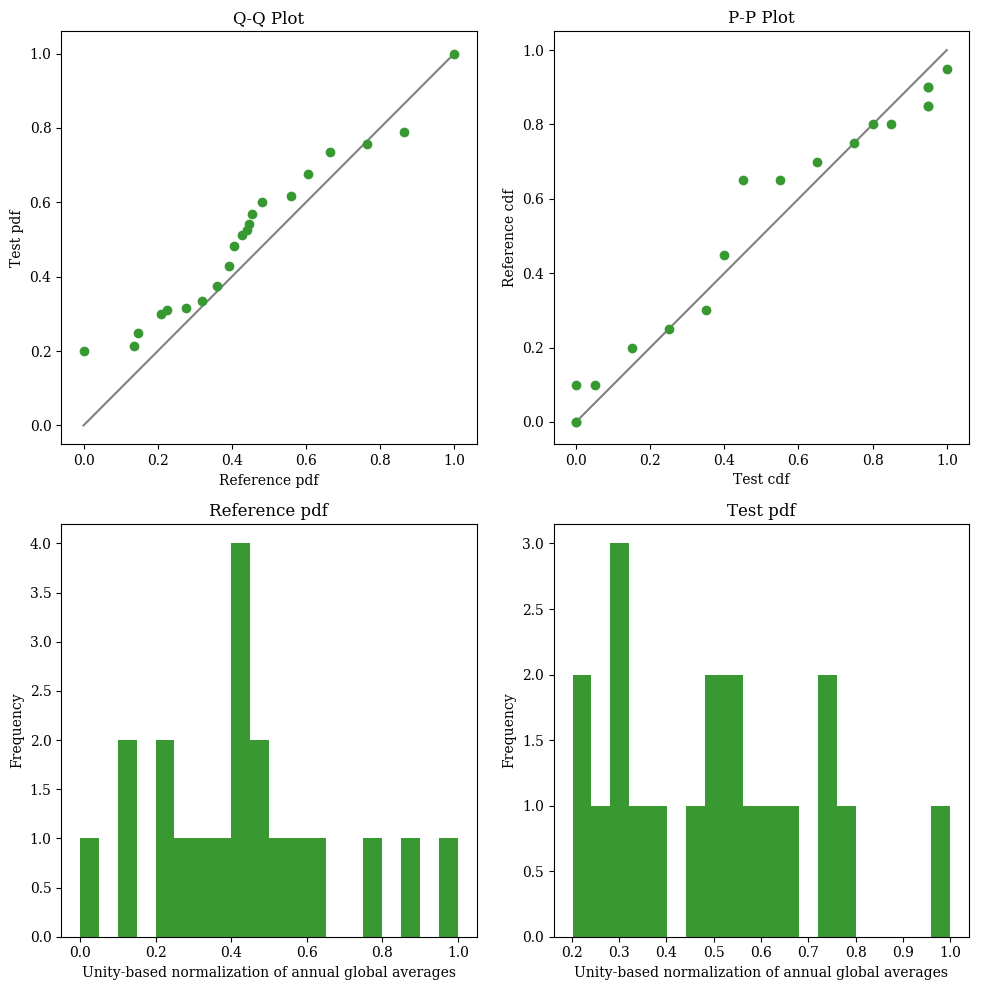 Q-Q Plot
Test pdf
1.0
0.8
0.6
0.4
0.2
0.0
0.0 0.2 0.4 0.6 0.8 1.0
Reference pdf
P-P Plot
Reference cdf
1.0
0.8
0.6
0.4
0.2
0.0
0.0 0.2 0.4 0.6 0.8 1.0
Test cdf
Reference pdf
Frequency
4.0
3.5
3.0
2.5
2.0
1.5
1.0
0.5
0.0
0.0 0.2 0.4 0.6 0.8 1.0
Unity-based normalization of annual global averages
Test pdf
Frequency
3.0
2.5
2.0
1.5
1.0
0.5
0.0
0.2 0.3 0.4 0.5 0.6 0.7 0.8 0.9 1.0
Unity-based normalization of annual global averages